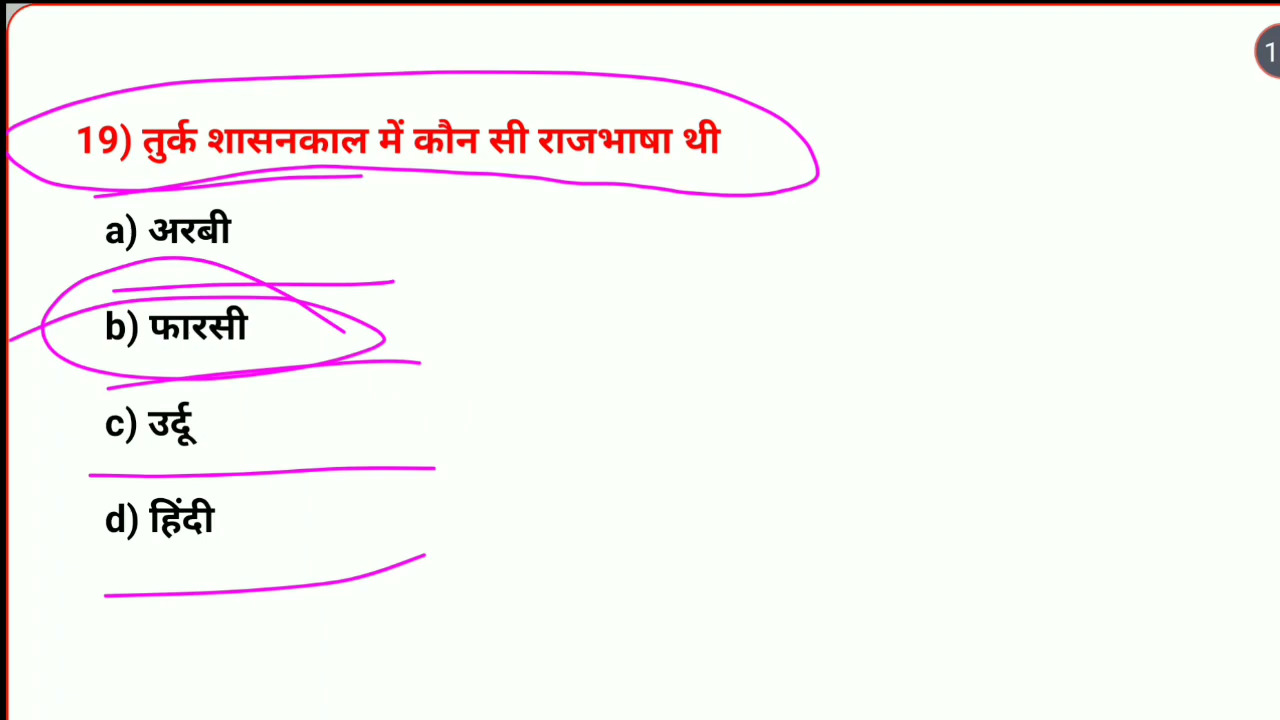 19) तुर्क शासनकाल में कौन सी राजभाषा थी
a) अरबी
b) फारसी
c) उर्दू
d) हिंदी